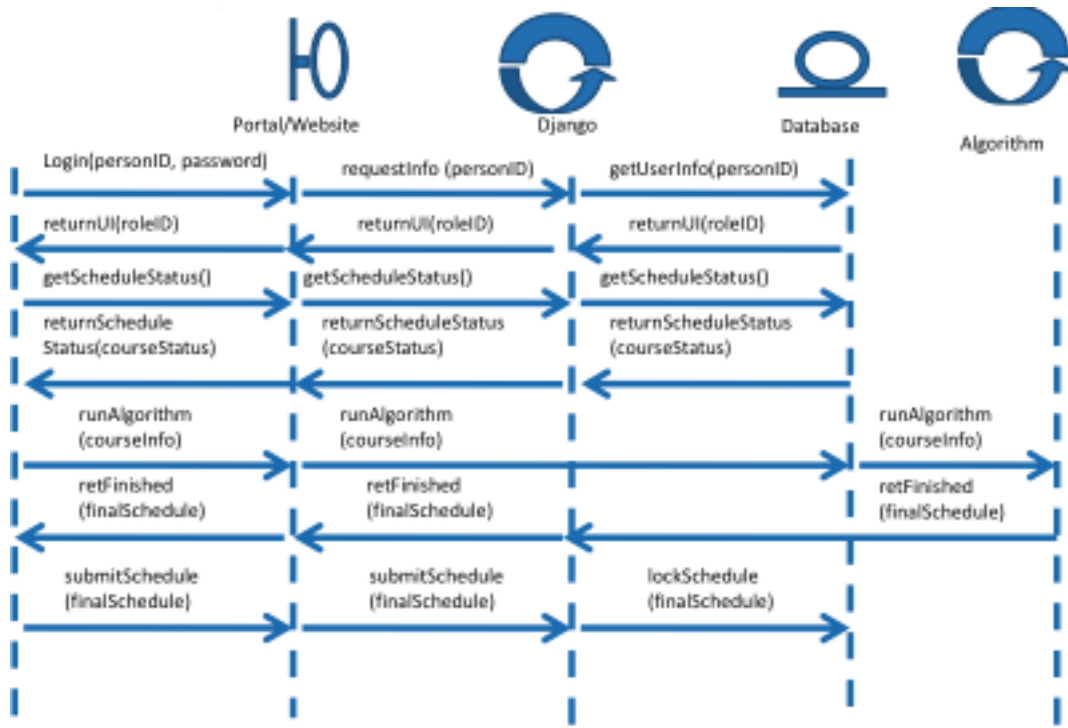 Portal/Website
Django
Database
Algorithm
Login(personID, password)
requestInfo (personID)
getUserInfo(personID)
returnUI(roleID)
returnUI(roleID)
returnUI(roleID)
getScheduleStatus()
getScheduleStatus()
getScheduleStatus()
returnSchedule
Status(courseStatus)
returnScheduleStatus
(courseStatus)
returnScheduleStatus
(courseStatus)
runAlgorithm
(courseInfo)
runAlgorithm
(courseInfo)
runAlgorithm
(courseInfo)
retFinished
(finalSchedule)
retFinished
(finalSchedule)
retFinished
(finalSchedule)
submitSchedule
(finalSchedule)
submitSchedule
(finalSchedule)
lockSchedule
(finalSchedule)